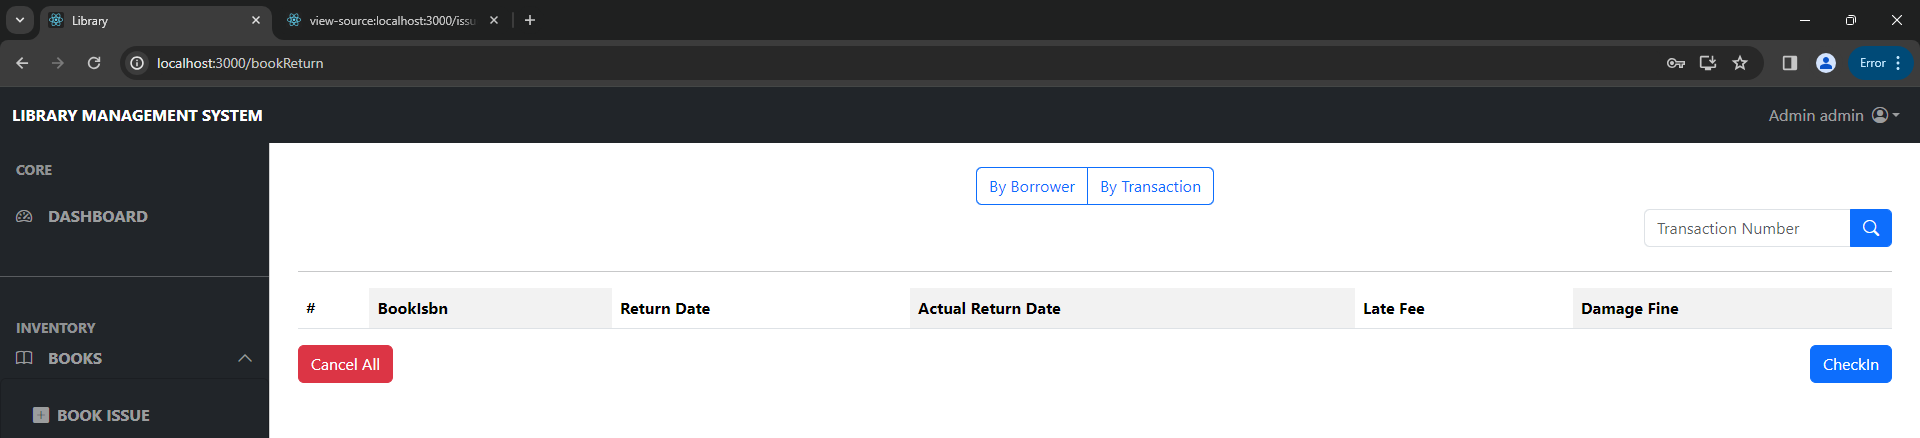 Library
view-source:localhost:3000/issu
localhost:3000/bookReturn
Error
LIBRARY MANAGEMENT SYSTEM
Admin admin
CORE
DASHBOARD
INVENTORY
BOOKS
BOOK ISSUE
By Borrower By Transaction
Transaction Number
# BookIsbn Return Date Actual Return Date Late Fee Damage Fine
Cancel All CheckIn